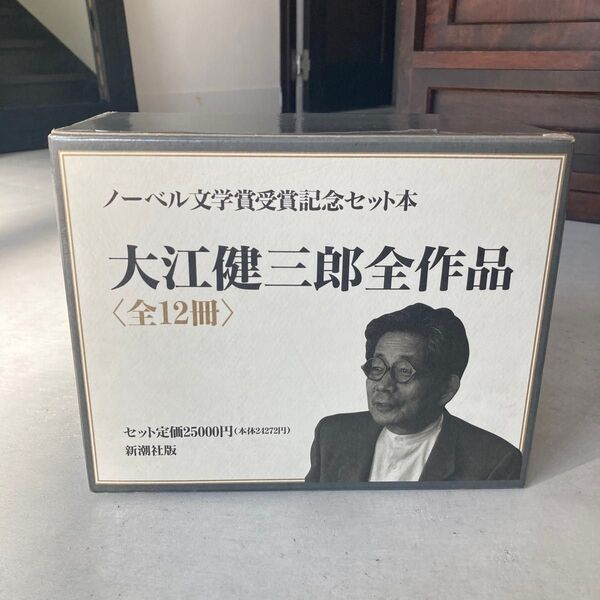 ノーベル文学賞受賞記念セット本
大江健三郎全作品
〈全12冊〉
セット定価25000円(本体24272円)
新潮社版